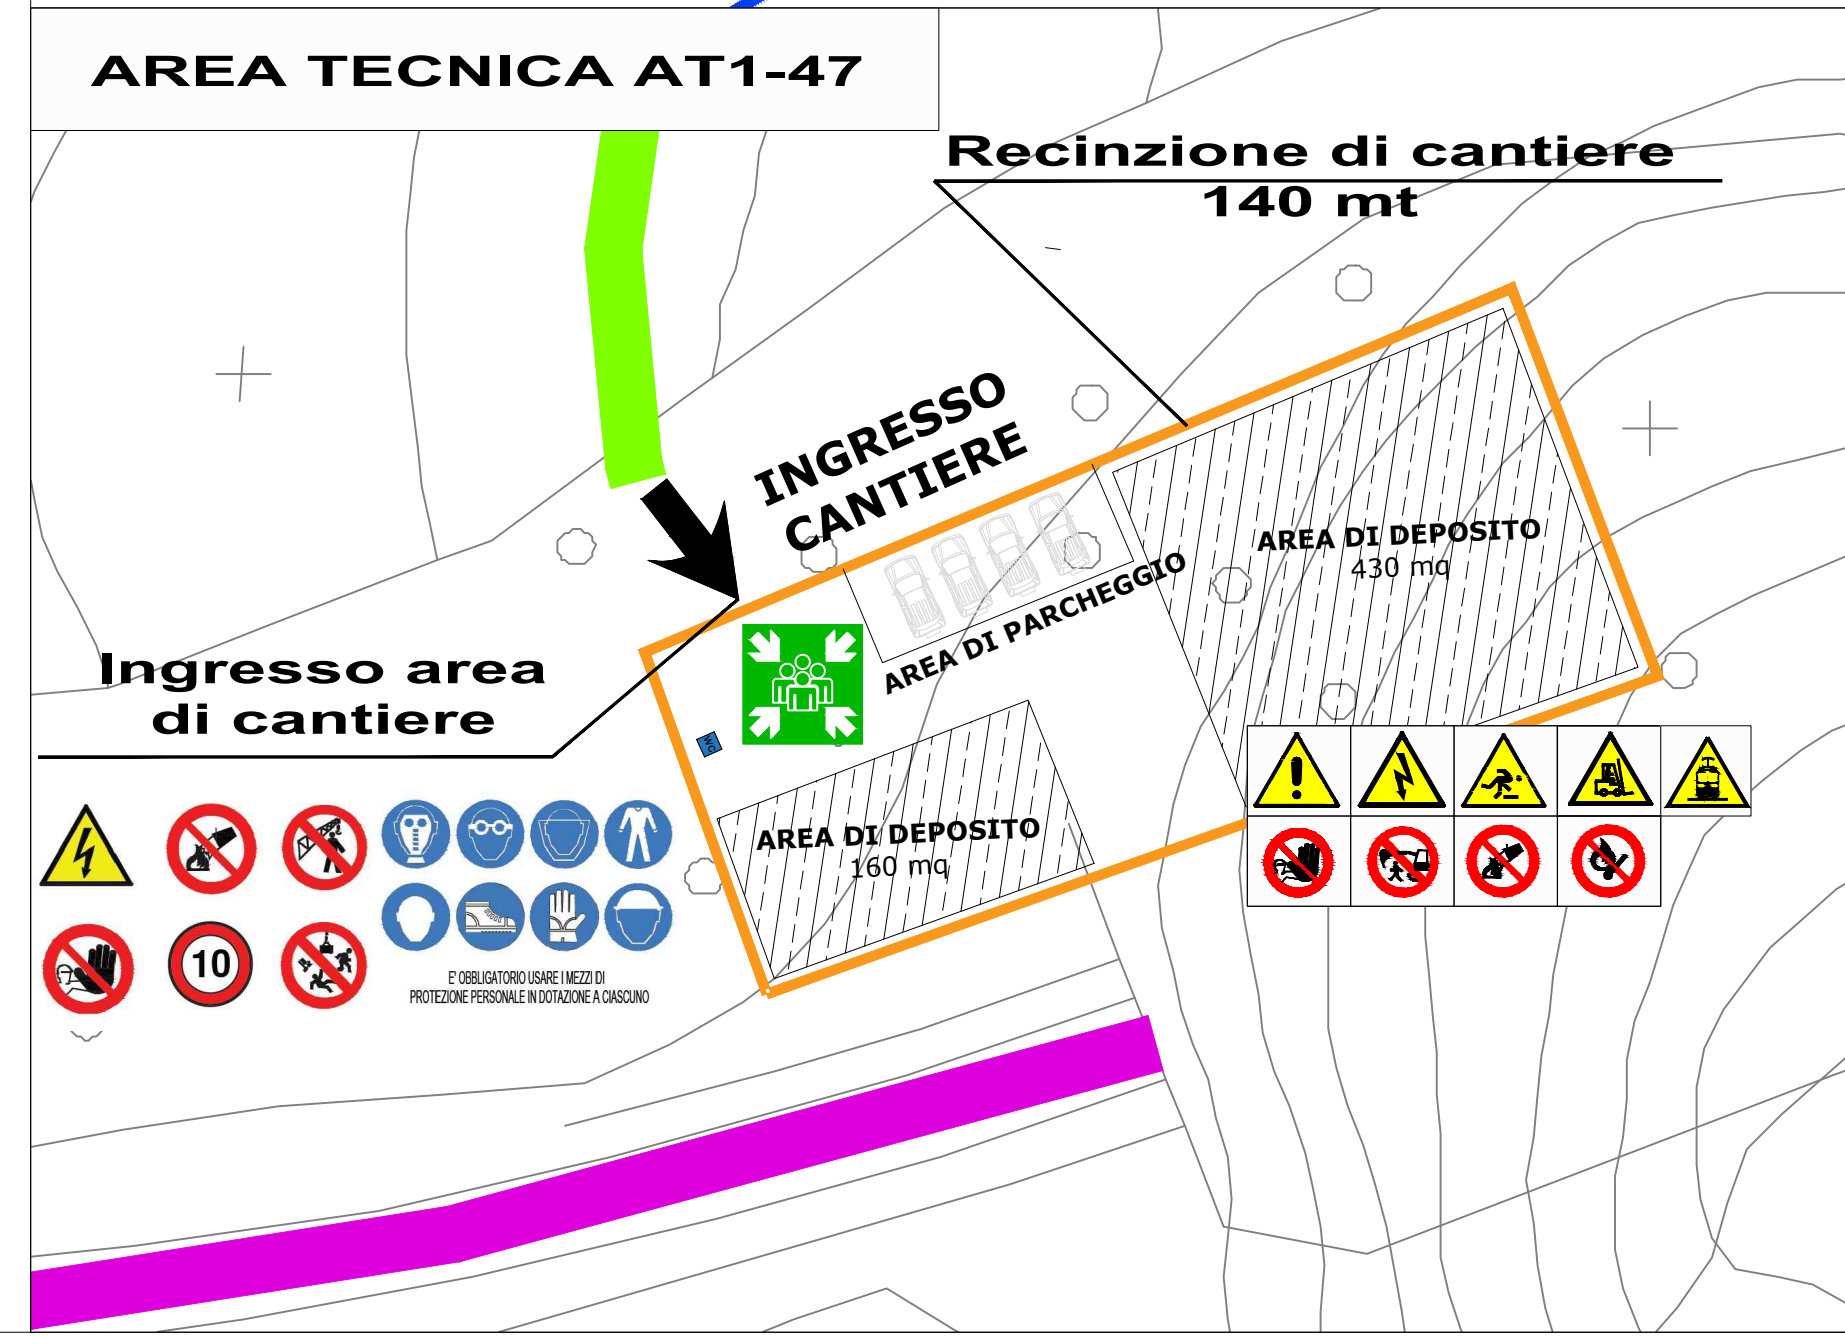 AREA TECNICA AT1-47
Recinzione di cantiere
140 mt
INGRESSO
CANTIERE
AREA DI DEPOSITO
430 mq
AREA DI PARCHEGGIO
Ingresso area
di cantiere
WC
AREA DI DEPOSITO
160 mq
10
E' OBBLIGATORIO USARE I MEZZI DI
PROTEZIONE PERSONALE IN DOTAZIONE A CIASCUNO